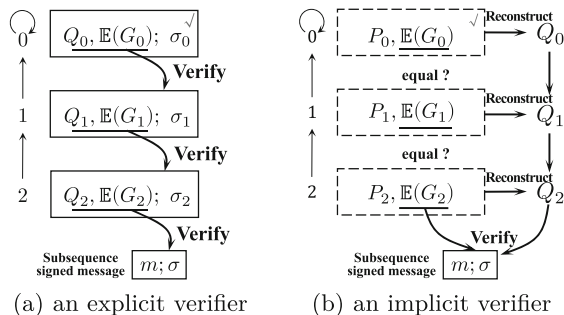 0
Q₀, 𝔼(G₀); σ₀ √
Verify
1
Q₁, 𝔼(G₁); σ₁
Verify
2
Q₂, 𝔼(G₂); σ₂
Verify
Subsequence
signed message
m; σ
(a) an explicit verifier
0
P₀, 𝔼(G₀) √
Reconstruct
Q₀
equal ?
1
P₁, 𝔼(G₁)
Reconstruct
Q₁
equal ?
2
P₂, 𝔼(G₂)
Reconstruct
Q₂
Verify
Subsequence
signed message
m; σ
(b) an implicit verifier